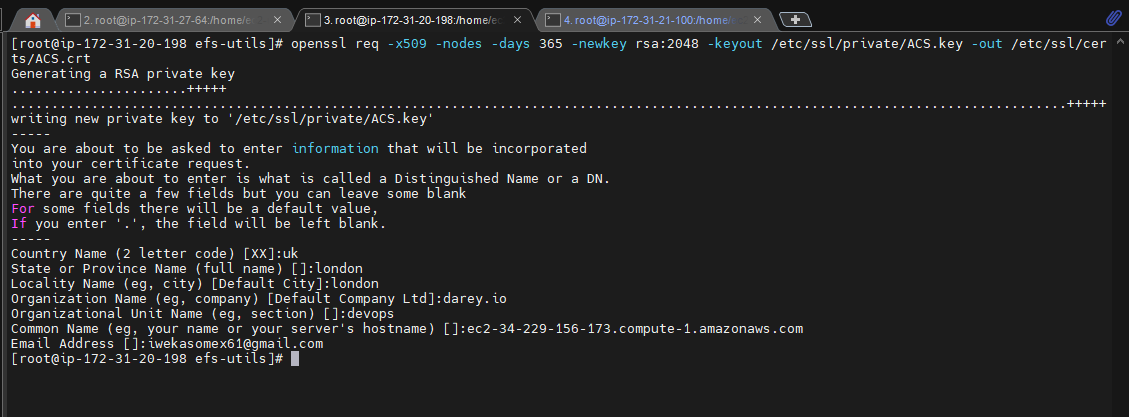 2. root@ip-172-31-27-64:/home/e
3. root@ip-172-31-20-198:/home/e
4. root@ip-172-31-21-100:/home/
[root@ip-172-31-20-198 efs-utils]# openssl req -x509 -nodes -days 365 -newkey rsa:2048 -keyout /etc/ssl/private/ACS.key -out /etc/ssl/cer
ts/ACS.crt
Generating a RSA private key
......................+++++
.........................................................................................................................+++++
writing new private key to '/etc/ssl/private/ACS.key'
-----
You are about to be asked to enter information that will be incorporated
into your certificate request.
What you are about to enter is what is called a Distinguished Name or a DN.
There are quite a few fields but you can leave some blank
For some fields there will be a default value,
If you enter '.', the field will be left blank.
-----
Country Name (2 letter code) [XX]:uk
State or Province Name (full name) []:london
Locality Name (eg, city) [Default City]:london
Organization Name (eg, company) [Default Company Ltd]:darey.io
Organizational Unit Name (eg, section) []:devops
Common Name (eg, your name or your server's hostname) []:ec2-34-229-156-173.compute-1.amazonaws.com
Email Address []:iwekasomex61@gmail.com
[root@ip-172-31-20-198 efs-utils]#